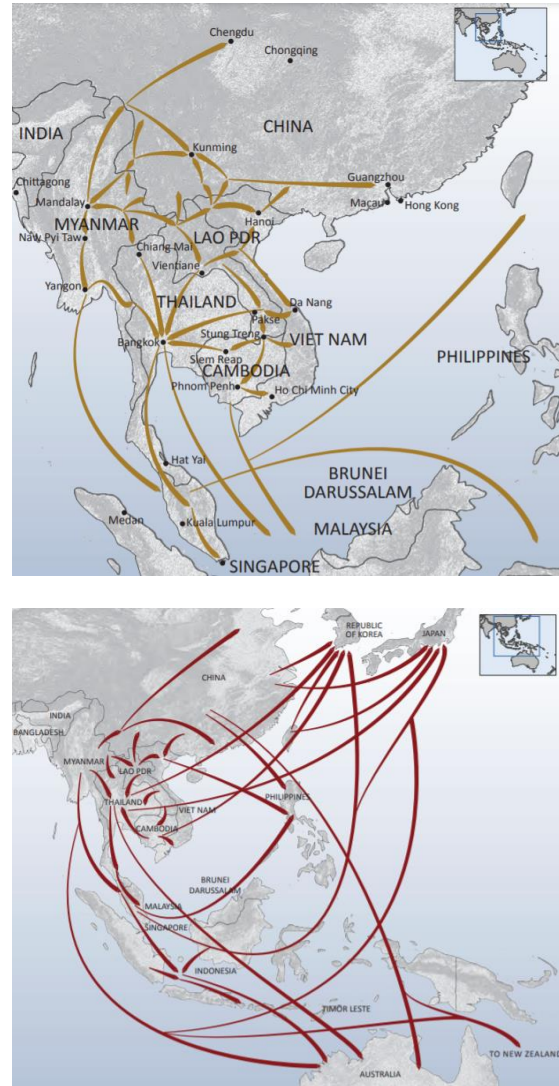 Chengdu
Chongqing
INDIA
CHINA
Kunming
Chittagong
Guangzhou
Mandalay
Macau
Hong Kong
MYANMAR
Hanoi
LAO PDR
Naw Pyi Taw
Chiang Mai
Vientiane
Yangon
THAILAND
Da Nang
Pakse
Stung Treng
VIET NAM
Bangkok
Siem Reap
PHILIPPINES
CAMBODIA
Phnom Penh
Ho Chi Minh City
Hat Yai
BRUNEI
DARUSSALAM
Medan
Kuala Lumpur
MALAYSIA
SINGAPORE
REPUBLIC
OF KOREA
JAPAN
CHINA
INDIA
BANGLADESH
MYANMAR
LAO PDR
THAILAND
VIET NAM
PHILIPPINES
CAMBODIA
BRUNEI
DARUSSALAM
MALAYSIA
SINGAPORE
INDONESIA
TIMOR LESTE
TO NEW ZEALAND
AUSTRALIA